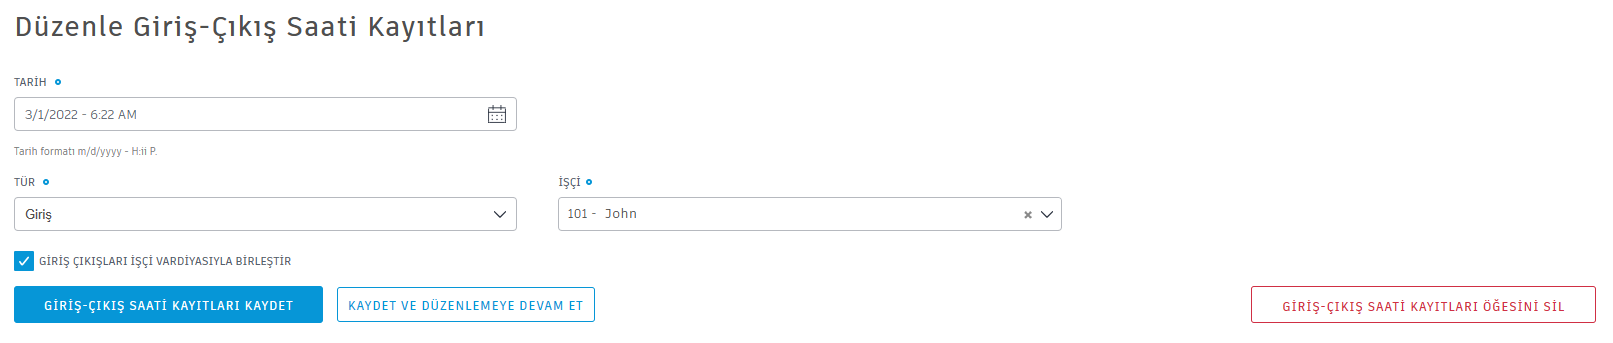 Düzenle Giriş-Çıkış Saati Kayıtları
TARİH
3/1/2022 - 6:22 AM
Tarih formatı m/d/yyyy - H:ii P.
TÜR
İŞÇİ
Giriş
101 - John
GİRİŞ ÇIKIŞLARI İŞÇİ VARDİYASIYLA BİRLEŞTİR
GİRİŞ-ÇIKIŞ SAATİ KAYITLARI KAYDET
KAYDET VE DÜZENLEMEYE DEVAM ET
GİRİŞ-ÇIKIŞ SAATİ KAYITLARI ÖĞESİNİ SİL